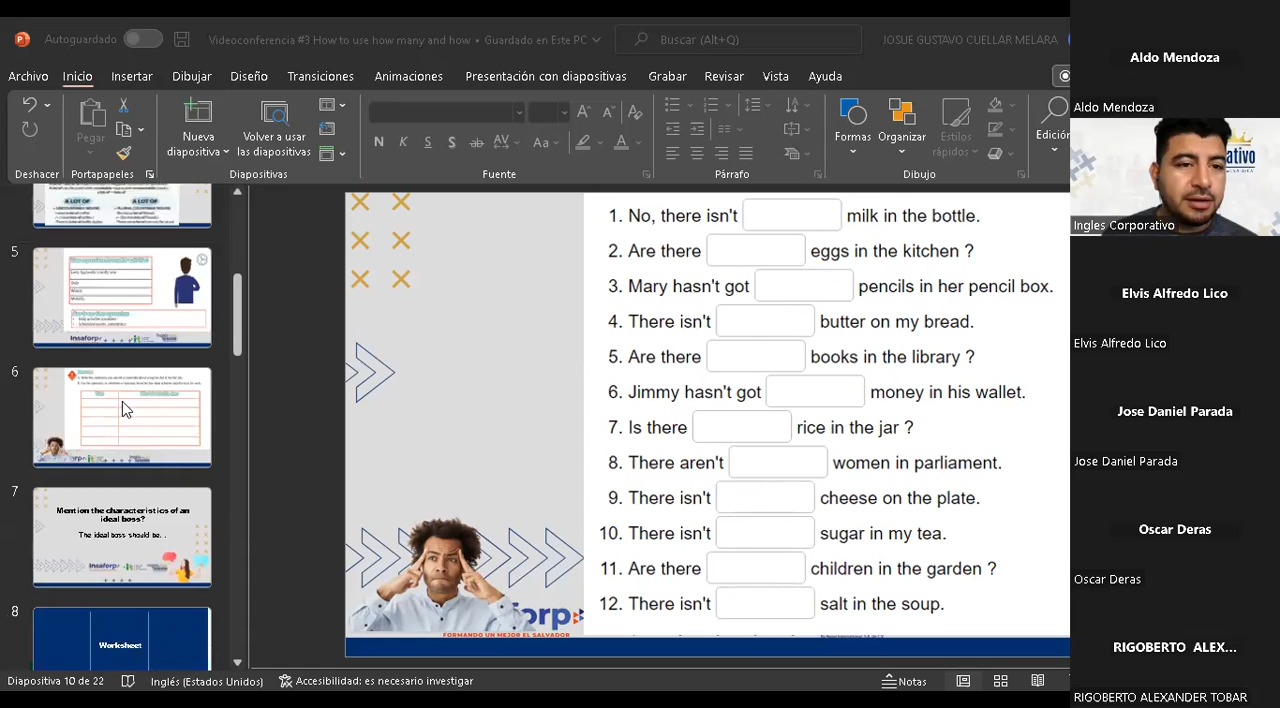 Autoguardado
Videoconferencia #3 How to use how many and how • Guardado en Este PC
Buscar (Alt+Q)
JOSUE GUSTAVO CUELLAR MELARA
Archivo Inicio Insertar Dibujar Diseño Transiciones Animaciones Presentación con diapositivas Grabar Revisar Vista Ayuda
Pegar
Nueva diapositiva
Volver a usar las diapositivas
Formas
Organizar
Estilos rápidos
Edición
Deshacer Portapapeles Diapositivas Fuente Párrafo Dibujo
A LOT OF A LOT OF
5
Insaforp
6
7
Mention the characteristics of an
ideal boss?
The ideal boss should be. .
Insaforp
8
Worksheet
1. No, there isn't milk in the bottle.
2. Are there eggs in the kitchen ?
3. Mary hasn't got pencils in her pencil box.
4. There isn't butter on my bread.
5. Are there books in the library ?
6. Jimmy hasn't got money in his wallet.
7. Is there rice in the jar ?
8. There aren't women in parliament.
9. There isn't cheese on the plate.
10. There isn't sugar in my tea.
11. Are there children in the garden ?
12. There isn't salt in the soup.
orp
FORMANDO UN MEJOR EL SALVADOR
Diapositiva 10 de 22
Inglés (Estados Unidos)
Accesibilidad: es necesario investigar
Notas
Aldo Mendoza
Aldo Mendoza
ativo
Ingles Corporativo
Elvis Alfredo Lico
Elvis Alfredo Lico
Jose Daniel Parada
Jose Daniel Parada
Oscar Deras
Oscar Deras
RIGOBERTO ALEX...
RIGOBERTO ALEXANDER TOBAR